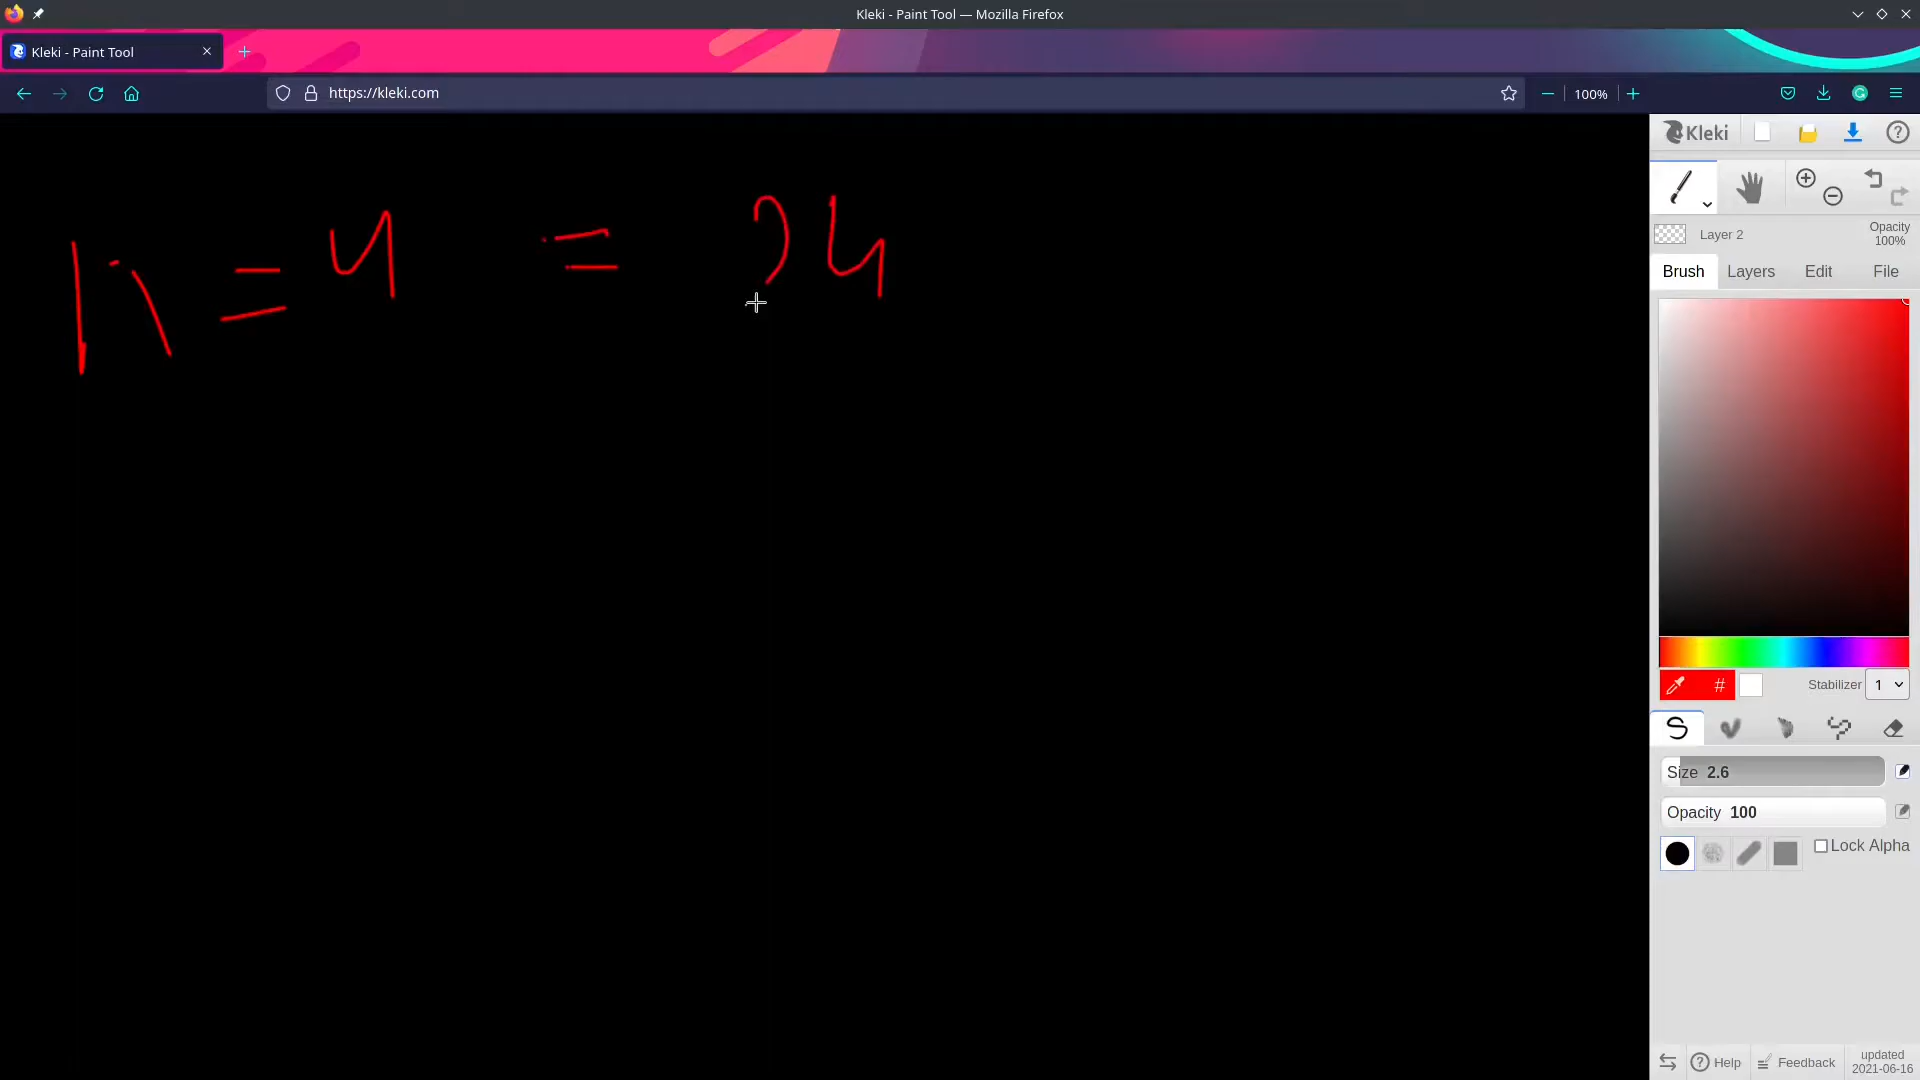 Kleki - Paint Tool — Mozilla Firefox
Kleki - Paint Tool
https://kleki.com
100%
Kleki
n = 4 = 24
Layer 2
Opacity
100%
Brush Layers Edit File
# Stabilizer 1
Size 2.6
Opacity 100
Lock Alpha
Help Feedback updated
2021-06-16